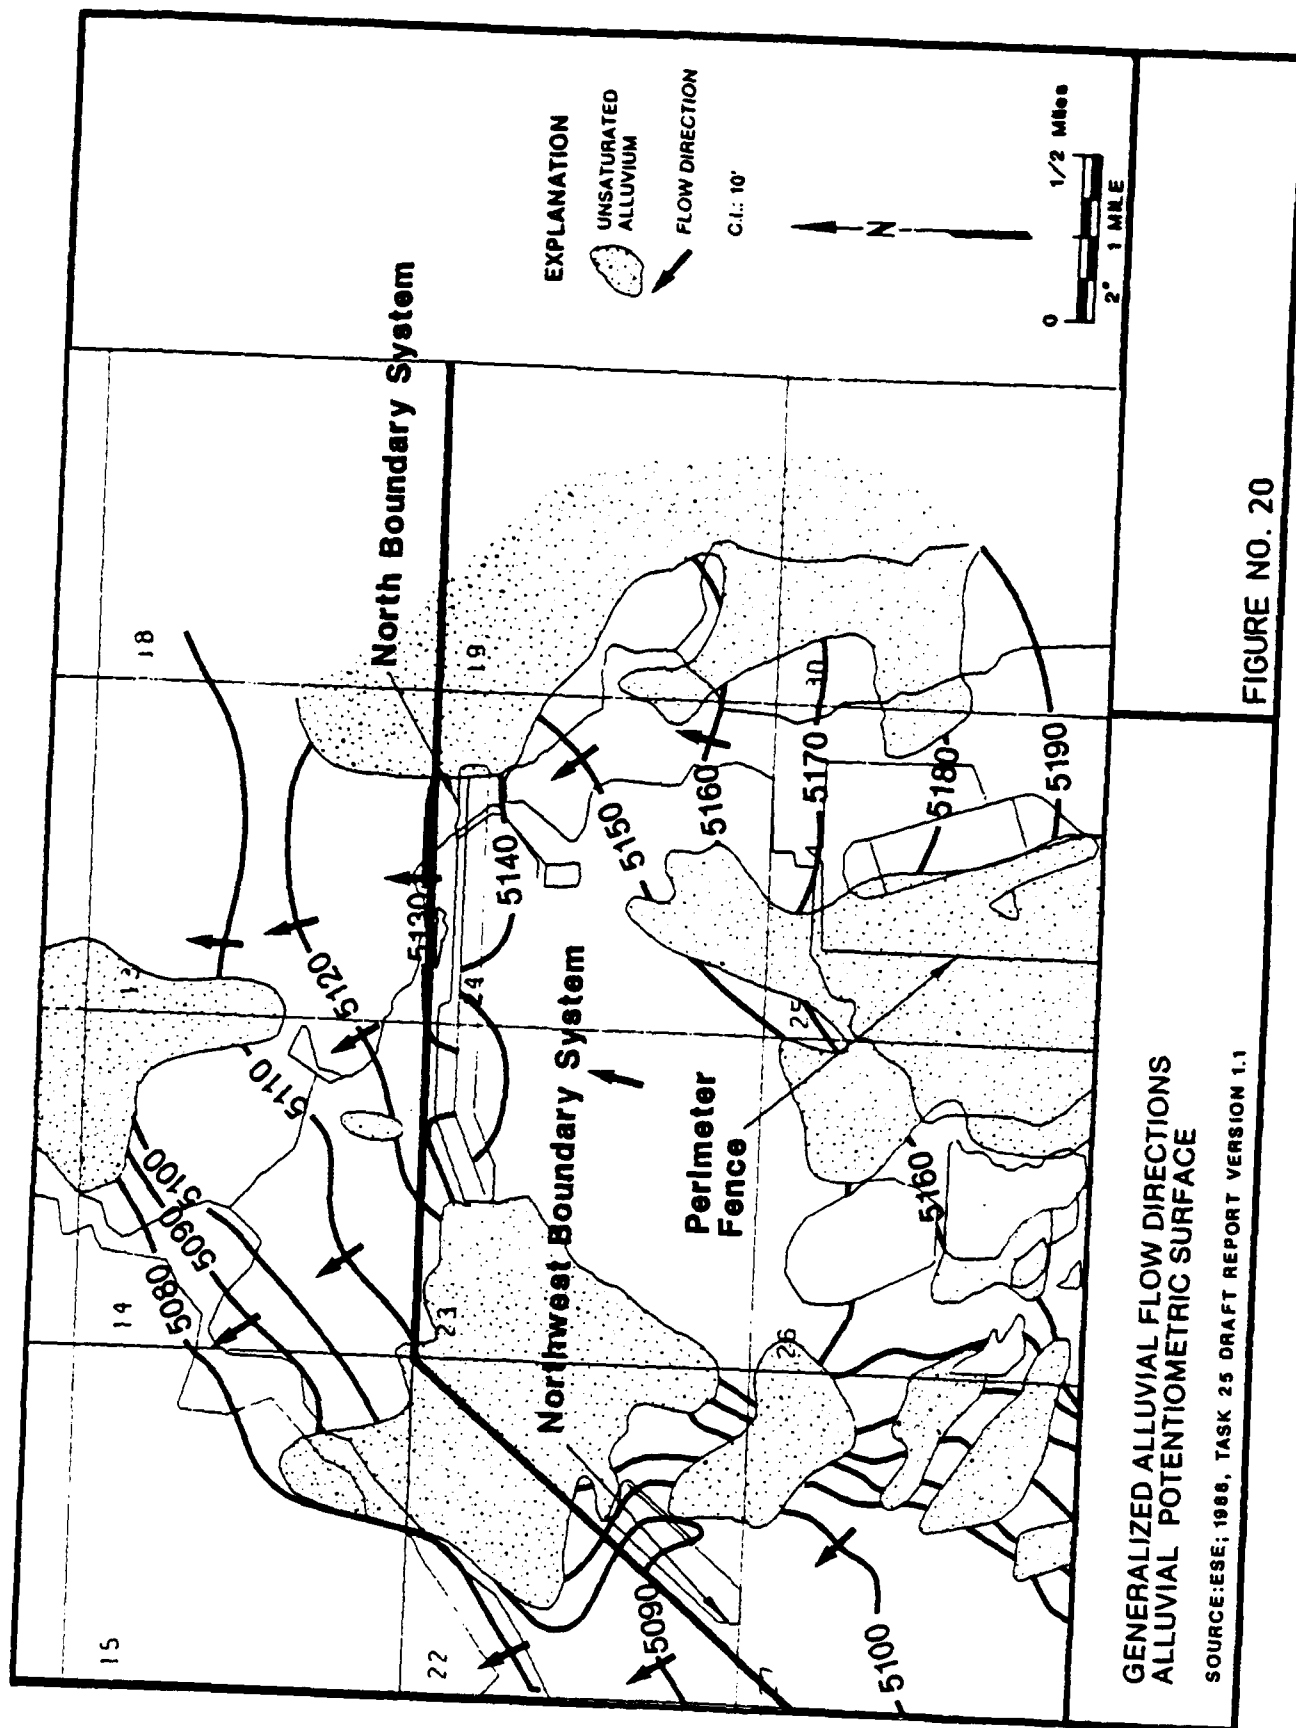 EXPLANATION
UNSATURATED
ALLUVIUM
FLOW DIRECTION
C.I.: 10'
N
0
1/2 Miles
2" 1 MILE
North Boundary System
Northwest Boundary System
Perimeter
Fence
15
14
13
18
22
23
24
19
26
25
30
5080
5090
5100
5110
5120
5130
5140
5150
5160
5170
5180
5190
5160
5090
5100
GENERALIZED ALLUVIAL FLOW DIRECTIONS
ALLUVIAL POTENTIOMETRIC SURFACE
SOURCE:ESE; 1988, TASK 25 DRAFT REPORT VERSION 1.1
FIGURE NO. 20